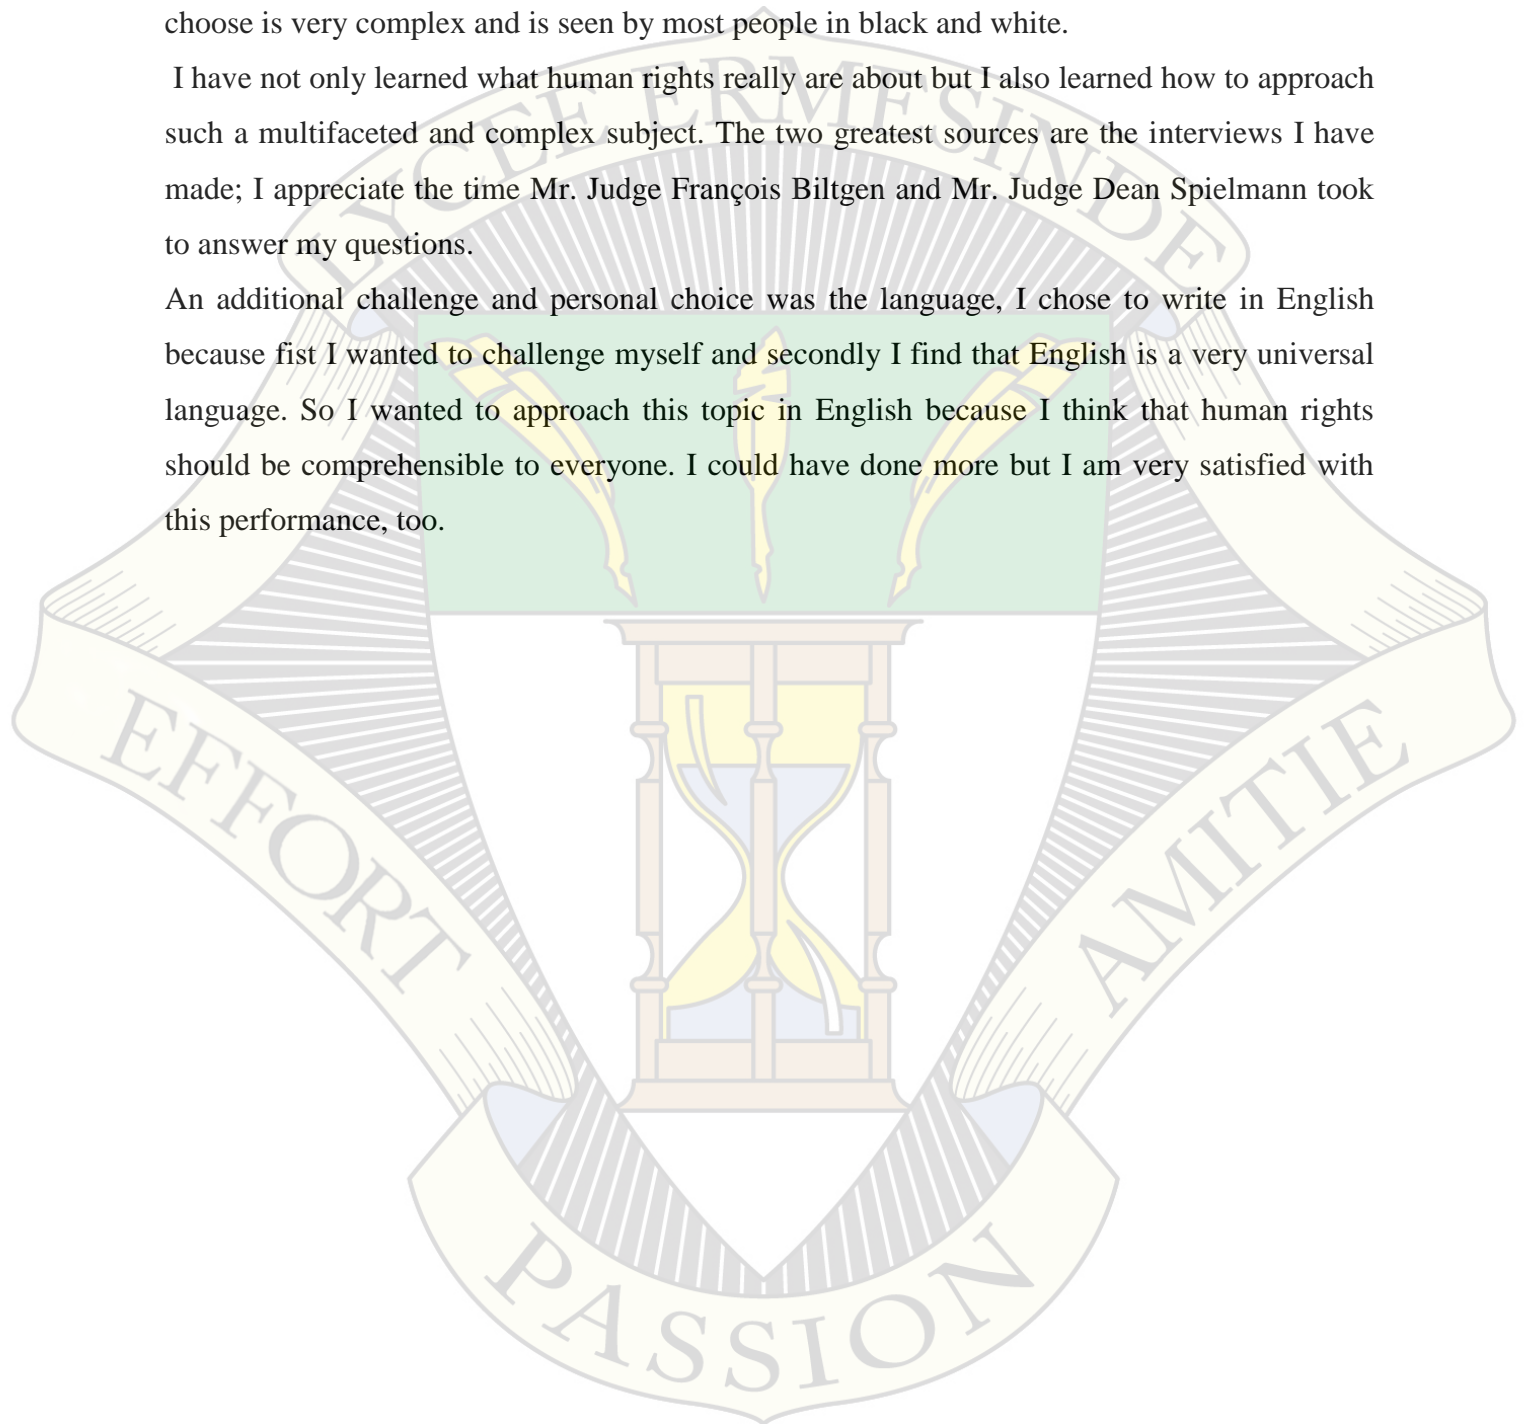 choose is very complex and is seen by most people in black and white.
I have not only learned what human rights really are about but I also learned how to approach
such a multifaceted and complex subject. The two greatest sources are the interviews I have
made; I appreciate the time Mr. Judge François Biltgen and Mr. Judge Dean Spielmann took
to answer my questions.
An additional challenge and personal choice was the language, I chose to write in English
because fist I wanted to challenge myself and secondly I find that English is a very universal
language. So I wanted to approach this topic in English because I think that human rights
should be comprehensible to everyone. I could have done more but I am very satisfied with
this performance, too.
LYCEE ERMESINDE
EFFORT
AMITIE
PASSION